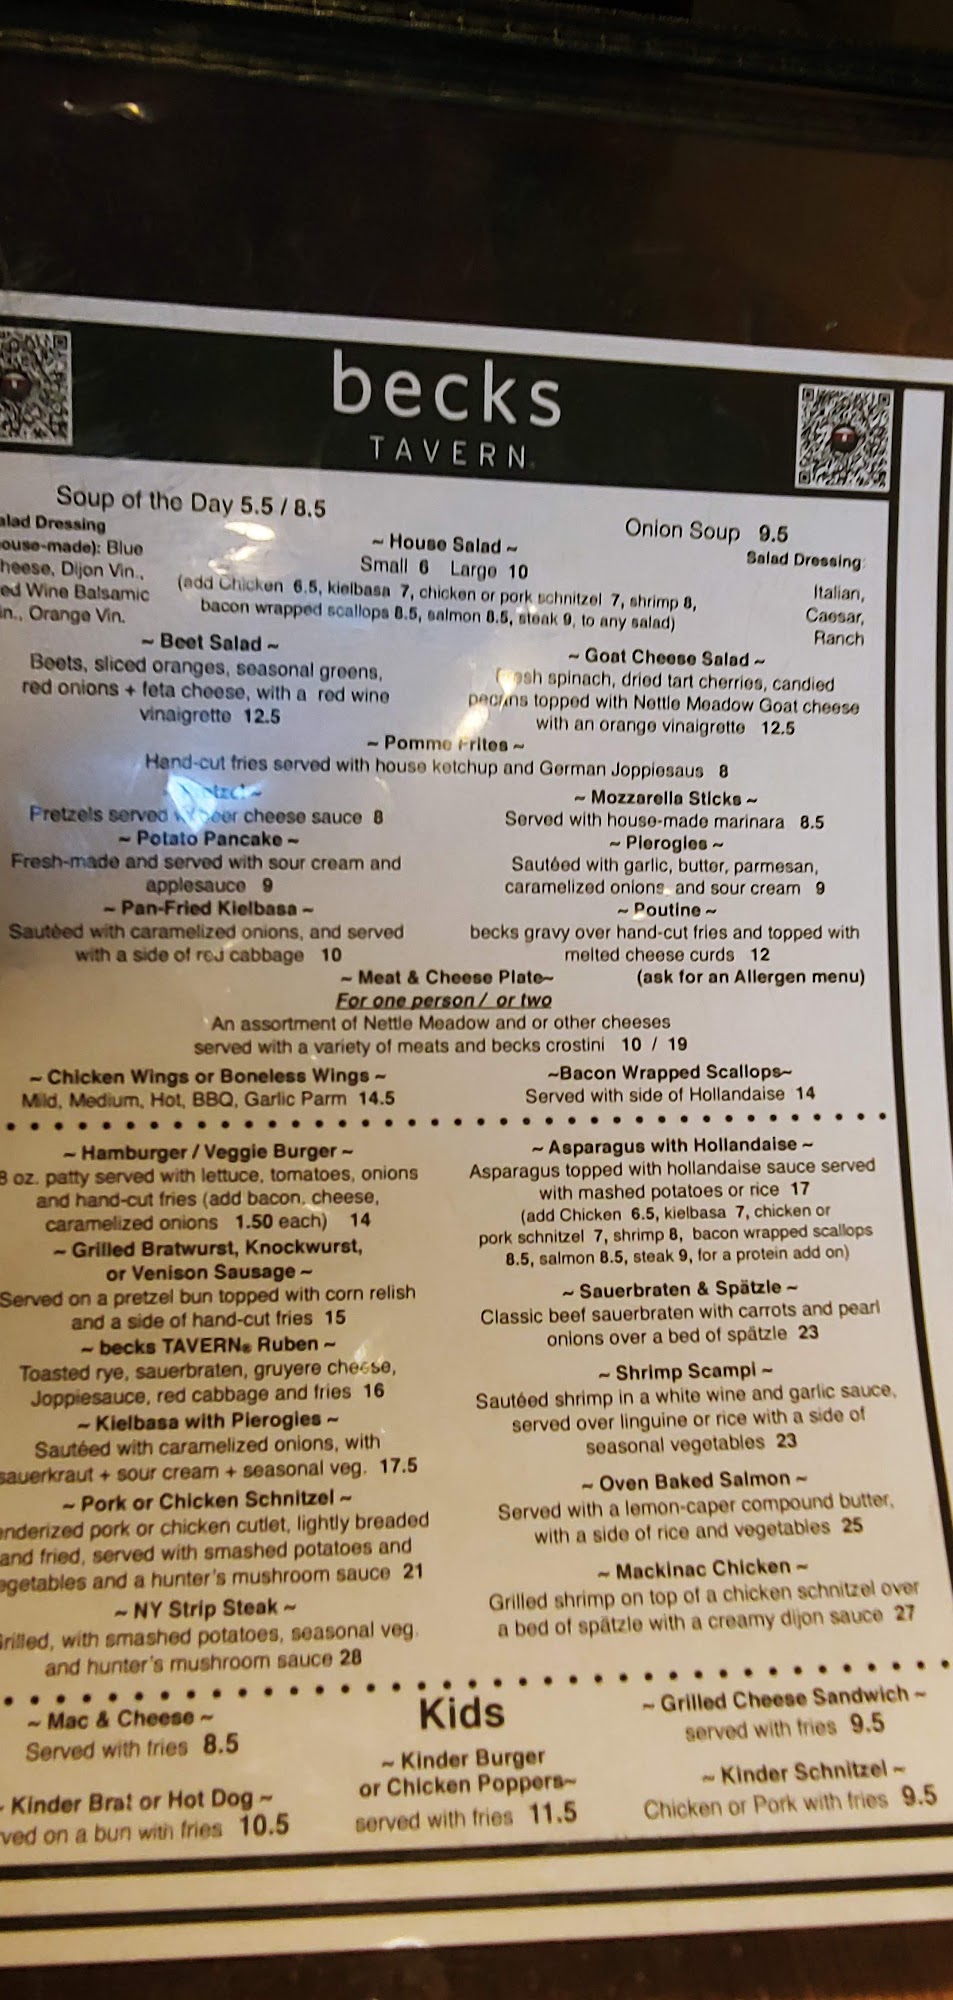 becks
TAVERN
Soup of the Day 5.5 / 8.5
Onion Soup 9.5
Dressing
Blue
Dijon Vin.,
Wine Balsamic
Orange Vin.
~ House Salad ~
Small 6 Large 10
(add Chicken 6.5, kielbasa 7, chicken or pork schnitzel 7, shrimp 8,
bacon wrapped scallops 8.5, salmon 8.5, steak 9, to any salad)
Salad Dressing:
Italian,
Caesar,
Ranch
~ Beet Salad ~
Beets, sliced oranges, seasonal greens,
red onions + feta cheese, with a red wine
vinaigrette 12.5
~ Goat Cheese Salad ~
spinach, dried tart cherries, candied
pecans topped with Nettle Meadow Goat cheese
with an orange vinaigrette 12.5
~ Pomme Frites ~
Hand-cut fries served with house ketchup and German Joppiesaus 8
Pretzels served beer cheese sauce 8
~ Mozzarella Sticks ~
Served with house-made marinara 8.5
~ Potato Pancake ~
Fresh-made and served with sour cream and
applesauce 9
~ Pierogies ~
Sautéed with garlic, butter, parmesan,
caramelized onions, and sour cream 9
~ Pan-Fried Kielbasa ~
Sautéed with caramelized onions, and served
with a side of red cabbage 10
~ Poutine ~
becks gravy over hand-cut fries and topped with
melted cheese curds 12
~ Meat & Cheese Plate~
(ask for an Allergen menu)
For one person / or two
An assortment of Nettle Meadow and or other cheeses
served with a variety of meats and becks crostini 10 / 19
~ Chicken Wings or Boneless Wings ~
Mild, Medium, Hot, BBQ, Garlic Parm 14.5
~Bacon Wrapped Scallops~
Served with side of Hollandaise 14
~ Hamburger / Veggie Burger ~
8 oz. patty served with lettuce, tomatoes, onions
and hand-cut fries (add bacon, cheese,
caramelized onions 1.50 each) 14
~ Grilled Bratwurst, Knockwurst,
or Venison Sausage ~
Served on a pretzel bun topped with corn relish
and a side of hand-cut fries 15
~ becks TAVERN® Ruben ~
Toasted rye, sauerbraten, gruyere cheese,
Joppiesauce, red cabbage and fries 16
~ Kielbasa with Pierogies ~
Sautéed with caramelized onions, with
sauerkraut + sour cream + seasonal veg. 17.5
~ Pork or Chicken Schnitzel ~
pork or chicken cutlet, lightly breaded
and fried, served with smashed potatoes and
and a hunter's mushroom sauce 21
~ NY Strip Steak ~
with smashed potatoes, seasonal veg.
and hunter's mushroom sauce 28
~ Asparagus with Hollandaise ~
Asparagus topped with hollandaise sauce served
with mashed potatoes or rice 17
(add Chicken 6.5, kielbasa 7, chicken or
pork schnitzel 7, shrimp 8, bacon wrapped scallops
8.5, salmon 8.5, steak 9, for a protein add on)
~ Sauerbraten & Spätzle ~
Classic beef sauerbraten with carrots and pearl
onions over a bed of spätzle 23
~ Shrimp Scampi ~
Sautéed shrimp in a white wine and garlic sauce,
served over linguine or rice with a side of
seasonal vegetables 23
~ Oven Baked Salmon ~
Served with a lemon-caper compound butter,
with a side of rice and vegetables 25
~ Mackinac Chicken ~
Grilled shrimp on top of a chicken schnitzel over
a bed of spätzle with a creamy dijon sauce 27
Kids
~ Mac & Cheese ~
Served with fries 8.5
~ Kinder Brat or Hot Dog ~
on a bun with fries 10.5
~ Kinder Burger
or Chicken Poppers~
served with fries 11.5
~ Grilled Cheese Sandwich ~
served with fries 9.5
~ Kinder Schnitzel ~
Chicken or Pork with fries 9.5